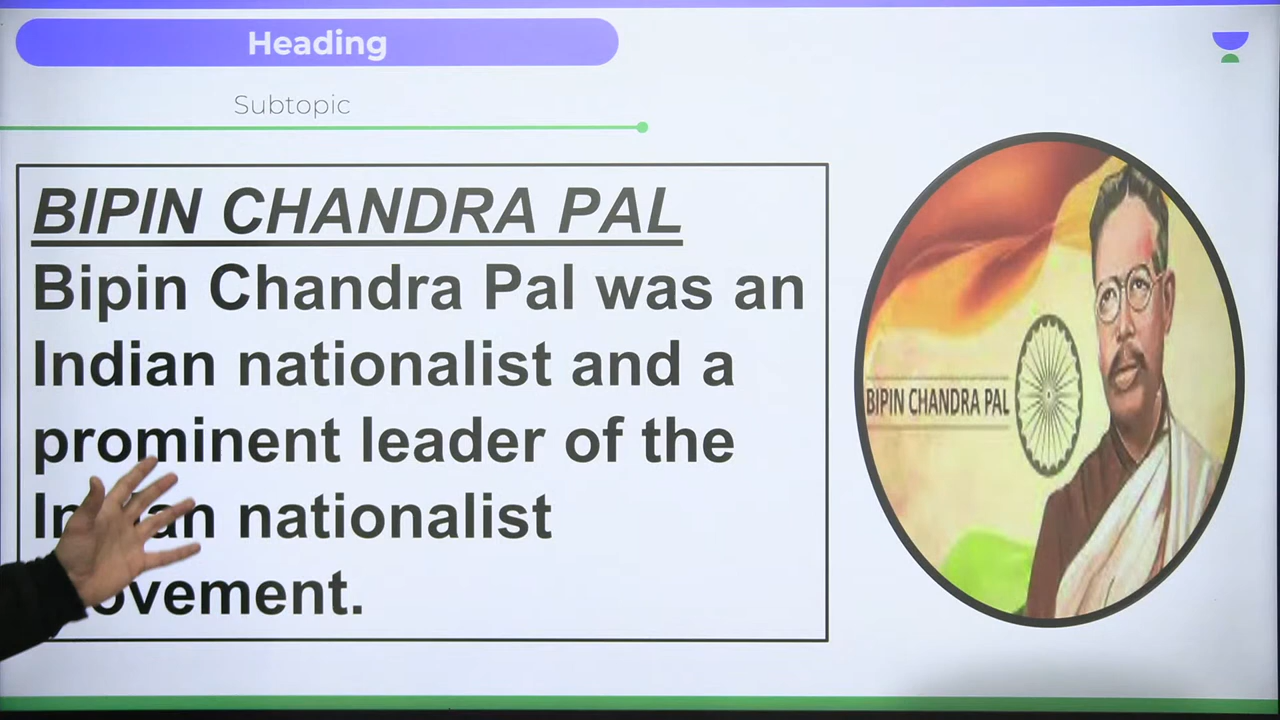 Heading
Subtopic
BIPIN CHANDRA PAL
Bipin Chandra Pal was an
Indian nationalist and a
prominent leader of the
nationalist
BIPIN CHANDRA PAL